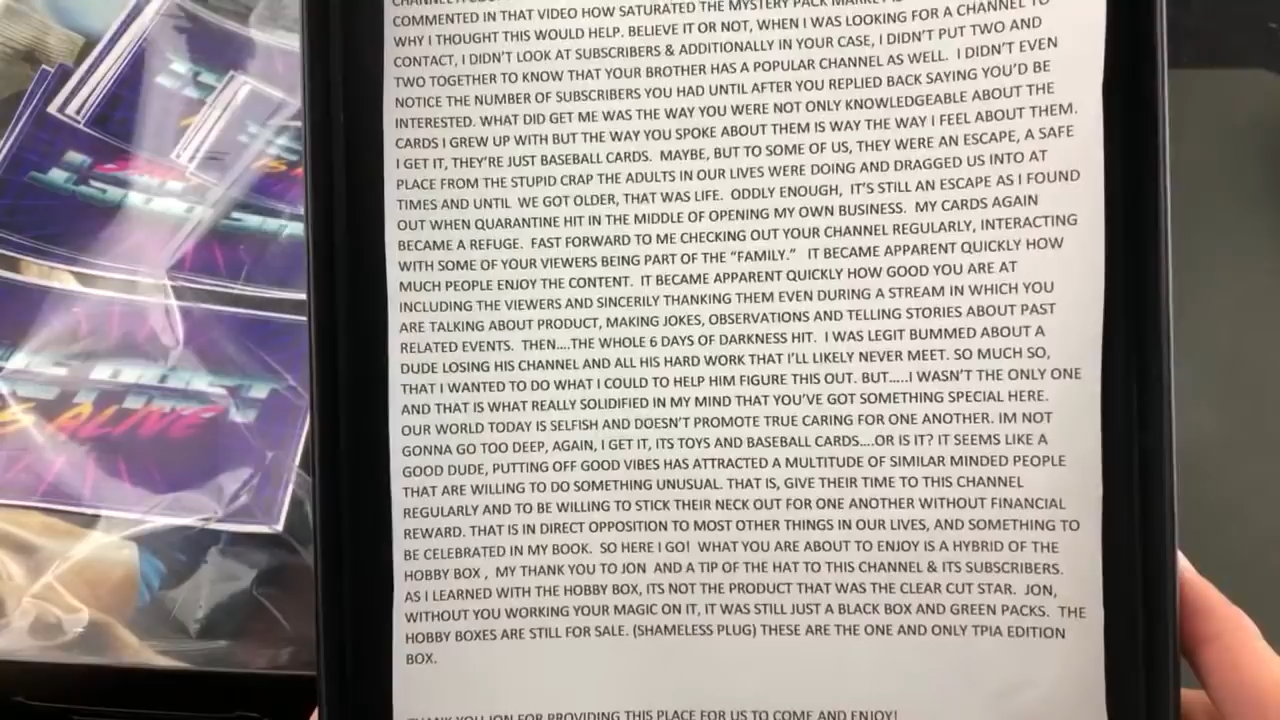 COMMENTED IN THAT VIDEO HOW SATURATED THE MYSTERY PACK MARKET
WHY I THOUGHT THIS WOULD HELP. BELIEVE IT OR NOT, WHEN I WAS LOOKING FOR A CHANNEL TO
CONTACT, I DIDN'T LOOK AT SUBSCRIBERS & ADDITIONALLY IN YOUR CASE, I DIDN'T PUT TWO AND
TWO TOGETHER TO KNOW THAT YOUR BROTHER HAS A POPULAR CHANNEL AS WELL. I DIDN'T EVEN
NOTICE THE NUMBER OF SUBSCRIBERS YOU HAD UNTIL AFTER YOU REPLIED BACK SAYING YOU'D BE
INTERESTED. WHAT DID GET ME WAS THE WAY YOU WERE NOT ONLY KNOWLEDGEABLE ABOUT THE
CARDS I GREW UP WITH BUT THE WAY YOU SPOKE ABOUT THEM IS WAY THE WAY I FEEL ABOUT THEM.
I GET IT, THEY'RE JUST BASEBALL CARDS. MAYBE, BUT TO SOME OF US, THEY WERE AN ESCAPE, A SAFE
PLACE FROM THE STUPID CRAP THE ADULTS IN OUR LIVES WERE DOING AND DRAGGED US INTO AT
TIMES AND UNTIL WE GOT OLDER, THAT WAS LIFE. ODDLY ENOUGH, IT'S STILL AN ESCAPE AS I FOUND
OUT WHEN QUARANTINE HIT IN THE MIDDLE OF OPENING MY OWN BUSINESS. MY CARDS AGAIN
BECAME A REFUGE. FAST FORWARD TO ME CHECKING OUT YOUR CHANNEL REGULARLY, INTERACTING
WITH SOME OF YOUR VIEWERS BEING PART OF THE "FAMILY." IT BECAME APPARENT QUICKLY HOW
MUCH PEOPLE ENJOY THE CONTENT. IT BECAME APPARENT QUICKLY HOW GOOD YOU ARE AT
INCLUDING THE VIEWERS AND SINCERILY THANKING THEM EVEN DURING A STREAM IN WHICH YOU
ARE TALKING ABOUT PRODUCT, MAKING JOKES, OBSERVATIONS AND TELLING STORIES ABOUT PAST
RELATED EVENTS. THEN....THE WHOLE 6 DAYS OF DARKNESS HIT. I WAS LEGIT BUMMED ABOUT A
DUDE LOSING HIS CHANNEL AND ALL HIS HARD WORK THAT I'LL LIKELY NEVER MEET. SO MUCH SO,
THAT I WANTED TO DO WHAT I COULD TO HELP HIM FIGURE THIS OUT. BUT.....I WASN'T THE ONLY ONE
AND THAT IS WHAT REALLY SOLIDIFIED IN MY MIND THAT YOU'VE GOT SOMETHING SPECIAL HERE.
OUR WORLD TODAY IS SELFISH AND DOESN'T PROMOTE TRUE CARING FOR ONE ANOTHER. IM NOT
GONNA GO TOO DEEP, AGAIN, I GET IT, ITS TOYS AND BASEBALL CARDS....OR IS IT? IT SEEMS LIKE A
GOOD DUDE, PUTTING OFF GOOD VIBES HAS ATTRACTED A MULTITUDE OF SIMILAR MINDED PEOPLE
THAT ARE WILLING TO DO SOMETHING UNUSUAL. THAT IS, GIVE THEIR TIME TO THIS CHANNEL
REGULARLY AND TO BE WILLING TO STICK THEIR NECK OUT FOR ONE ANOTHER WITHOUT FINANCIAL
REWARD. THAT IS IN DIRECT OPPOSITION TO MOST OTHER THINGS IN OUR LIVES, AND SOMETHING TO
BE CELEBRATED IN MY BOOK. SO HERE I GO! WHAT YOU ARE ABOUT TO ENJOY IS A HYBRID OF THE
HOBBY BOX , MY THANK YOU TO JON AND A TIP OF THE HAT TO THIS CHANNEL & ITS SUBSCRIBERS.
AS I LEARNED WITH THE HOBBY BOX, ITS NOT THE PRODUCT THAT WAS THE CLEAR CUT STAR. JON,
WITHOUT YOU WORKING YOUR MAGIC ON IT, IT WAS STILL JUST A BLACK BOX AND GREEN PACKS. THE
HOBBY BOXES ARE STILL FOR SALE. (SHAMELESS PLUG) THESE ARE THE ONE AND ONLY TPIA EDITION
BOX.
THANK YOU JON FOR PROVIDING THIS PLACE FOR US TO COME AND ENJOY!
ALIVE